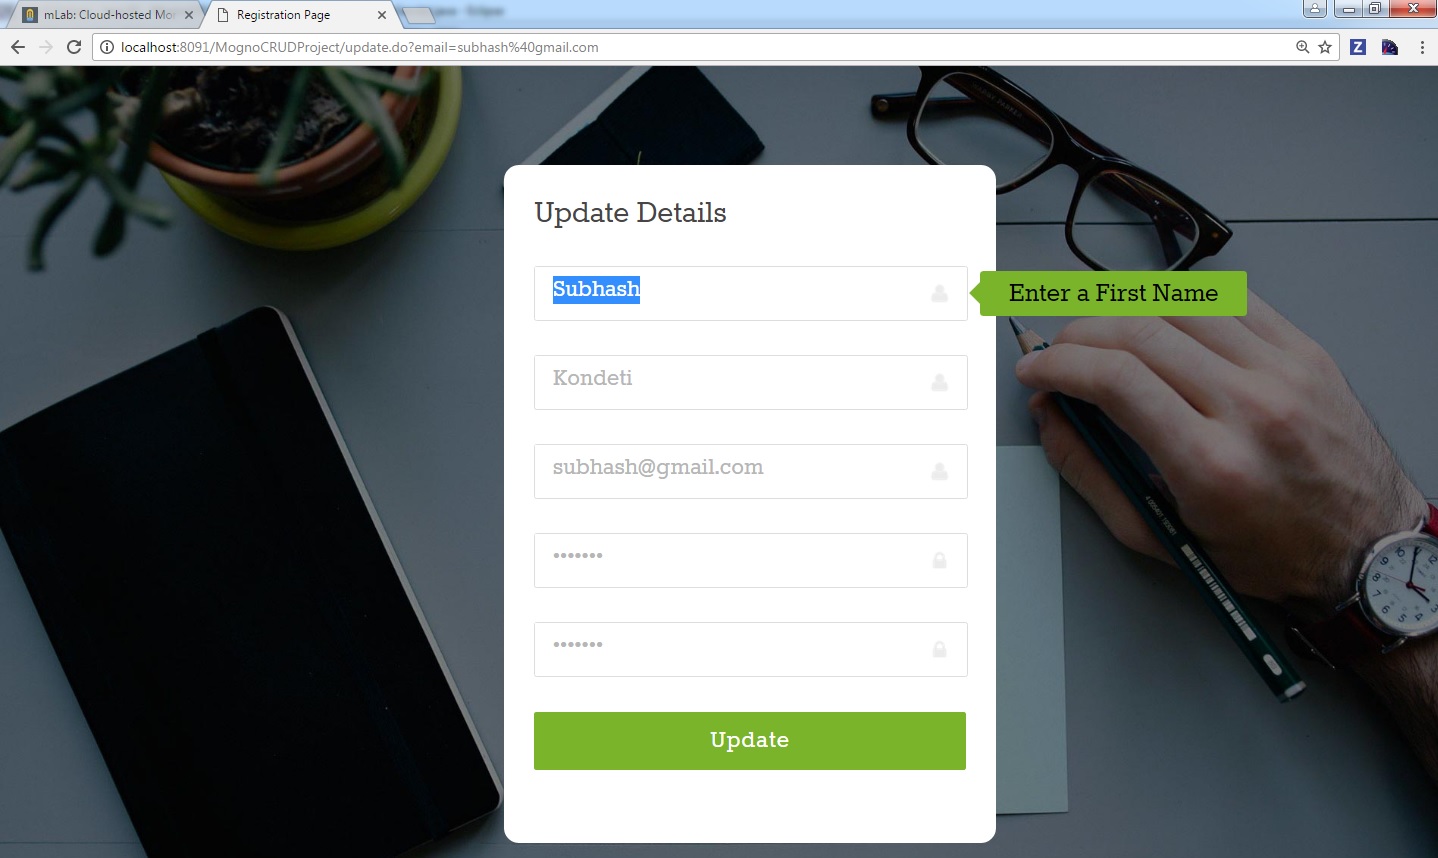 mLab: Cloud-hosted Mon
Registration Page
localhost:8091/MognoCRUDProject/update.do?email=subhash%40gmail.com
Z
Update Details
Subhash
Enter a First Name
Kondeti
subhash@gmail.com
•••••••
•••••••
Update